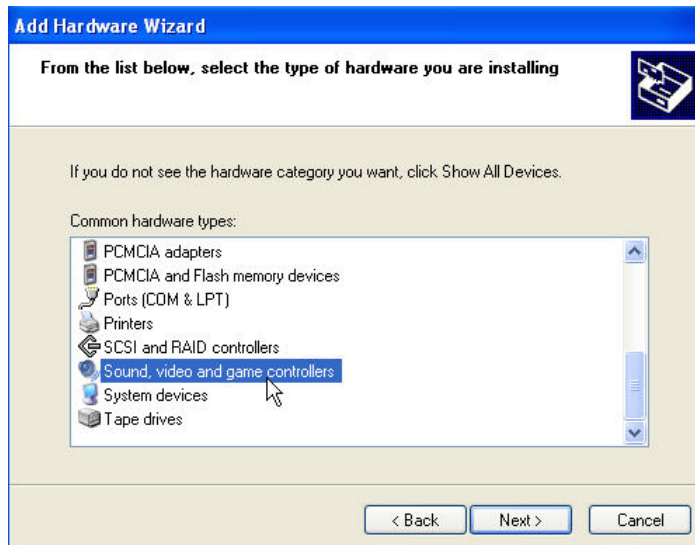 Add Hardware Wizard
From the list below, select the type of hardware you are installing
If you do not see the hardware category you want, click Show All Devices.
Common hardware types:
PCMCIA adapters
PCMCIA and Flash memory devices
Ports (COM & LPT)
Printers
SCSI and RAID controllers
Sound, video and game controllers
System devices
Tape drives
< Back Next > Cancel